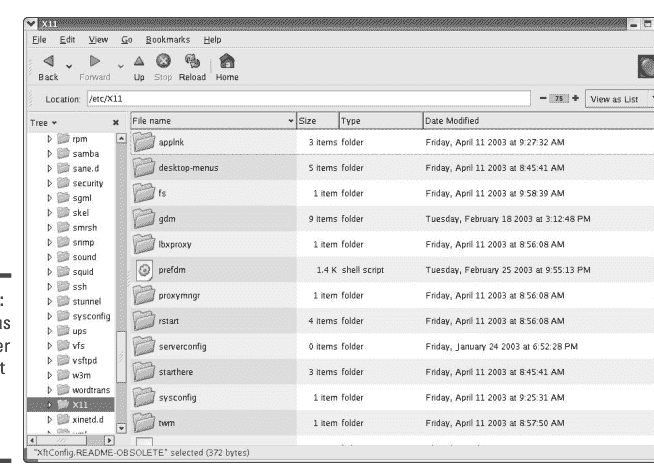 X11
File Edit View Go Bookmarks Help
Back Forward Up Stop Reload Home
Location: /etc/X11 75 View as List
Tree File name Size Type Date Modified
rpm
samba
sane.d
security
sgml
skel
smrsh
snmp
sound
squid
ssh
stunnel
sysconfig
ups
vfs
vsftpd
w3m
wordtrans
X11
xinetd.d
applnk 3 items folder Friday, April 11 2003 at 9:27:32 AM
desktop-menus 5 items folder Friday, April 11 2003 at 8:45:41 AM
fs 1 item folder Friday, April 11 2003 at 9:58:39 AM
gdm 9 items folder Tuesday, February 18 2003 at 3:12:48 PM
lbxproxy 1 item folder Friday, April 11 2003 at 8:56:08 AM
prefdm 1.4 K shell script Tuesday, February 25 2003 at 9:55:13 PM
proxymngr 1 item folder Friday, April 11 2003 at 8:56:08 AM
rstart 4 items folder Friday, April 11 2003 at 8:56:08 AM
serverconfig 0 items folder Friday, January 24 2003 at 6:52:28 PM
starthere 3 items folder Friday, April 11 2003 at 8:45:41 AM
sysconfig 1 item folder Friday, April 11 2003 at 9:25:31 AM
twm 1 item folder Friday, April 11 2003 at 8:57:50 AM
"XftConfig.README-OBSOLETE" selected (372 bytes)